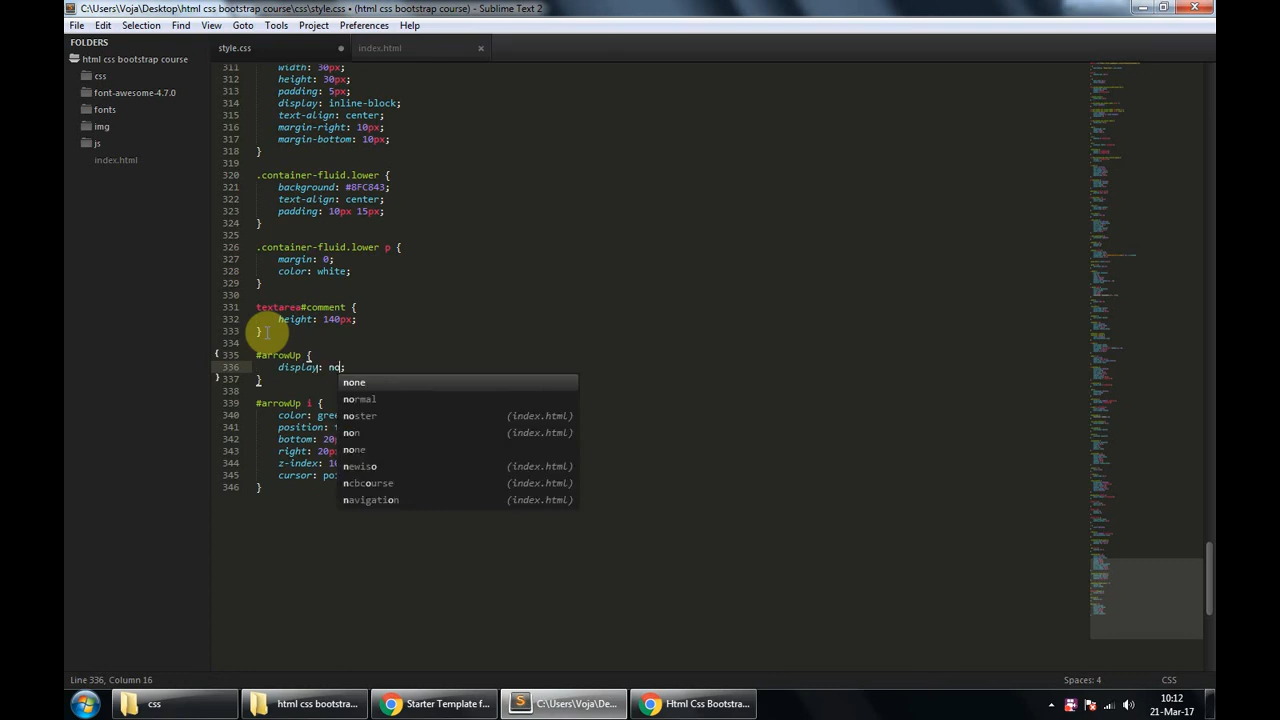 C:\Users\Voja\Desktop\html css bootstrap course\css\style.css • (html css bootstrap course) - Sublime Text 2
File Edit Selection Find View Goto Tools Project Preferences Help
FOLDERS
html css bootstrap course
css
font-awesome-4.7.0
fonts
img
js
index.html
style.css index.html
311 width: 30px;
312 height: 30px;
313 padding: 5px;
314 display: inline-block;
315 text-align: center;
316 margin-right: 10px;
317 margin-bottom: 10px;
318 }
319
320 .container-fluid.lower {
321 background: #8FC843;
322 text-align: center;
323 padding: 10px 15px;
324 }
325
326 .container-fluid.lower p {
327 margin: 0;
328 color: white;
329 }
330
331 textarea#comment {
332 height: 140px;
333 }
334
335 #arrowUp {
336 display: no;
337 }
338
339 #arrowUp i {
340 color: gree
341 position: f
342 bottom: 20p
343 right: 20p
344 z-index: 10
345 cursor: poi
346 }
none
normal
noster (index.html)
non (index.html)
none
newiso (index.html)
ncbcourse (index.html)
navigation (index.html)
Line 336, Column 16 Spaces: 4 CSS
css
html css bootstra...
Starter Template f...
C:\Users\Voja\De...
Html Css Bootstra...
10:12
21-Mar-17